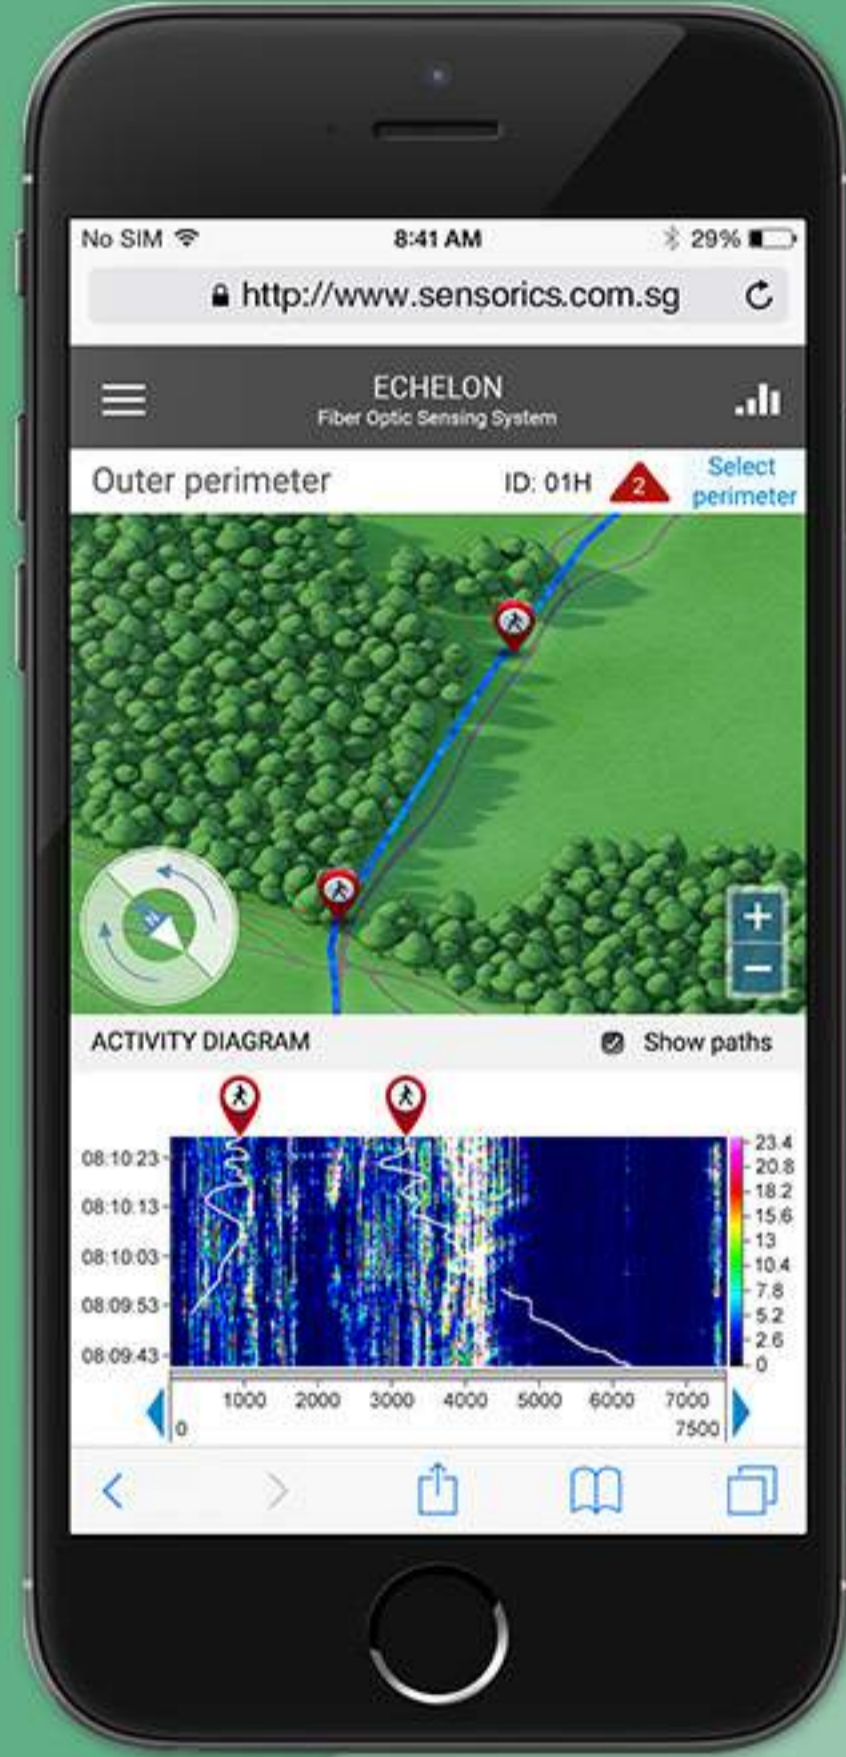 No SIM 8:41 AM 29%
http://www.sensorics.com.sg
ECHELON
Fiber Optic Sensing System
Outer perimeter ID: 01H 2 Select
perimeter
N
+
−
ACTIVITY DIAGRAM Show paths
08:10:23
08:10:13
08:10:03
08:09:53
08:09:43
23.4
20.8
18.2
15.6
13
10.4
7.8
5.2
2.6
0
1000 2000 3000 4000 5000 6000 7000
0 7500